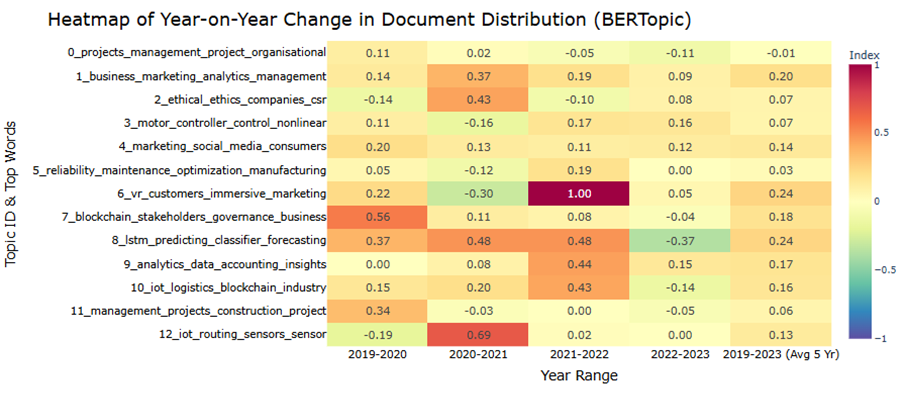 Heatmap of Year-on-Year Change in Document Distribution (BERTopic)
Topic ID & Top Words
0_projects_management_project_organisational 0.11 0.02 -0.05 -0.11 -0.01
1_business_marketing_analytics_management 0.14 0.37 0.19 0.09 0.20
2_ethical_ethics_companies_csr -0.14 0.43 -0.10 0.08 0.07
3_motor_controller_control_nonlinear 0.11 -0.16 0.17 0.16 0.07
4_marketing_social_media_consumers 0.20 0.13 0.11 0.12 0.14
5_reliability_maintenance_optimization_manufacturing 0.05 -0.12 0.19 0.00 0.03
6_vr_customers_immersive_marketing 0.22 -0.30 1.00 0.05 0.24
7_blockchain_stakeholders_governance_business 0.56 0.11 0.08 -0.04 0.18
8_lstm_predicting_classifier_forecasting 0.37 0.48 0.48 -0.37 0.24
9_analytics_data_accounting_insights 0.00 0.08 0.44 0.15 0.17
10_iot_logistics_blockchain_industry 0.15 0.20 0.43 -0.14 0.16
11_management_projects_construction_project 0.34 -0.03 0.00 -0.05 0.06
12_iot_routing_sensors_sensor -0.19 0.69 0.02 0.00 0.13
2019-2020 2020-2021 2021-2022 2022-2023 2019-2023 (Avg 5 Yr)
Year Range
Index
1
0.5
0
−0.5
−1